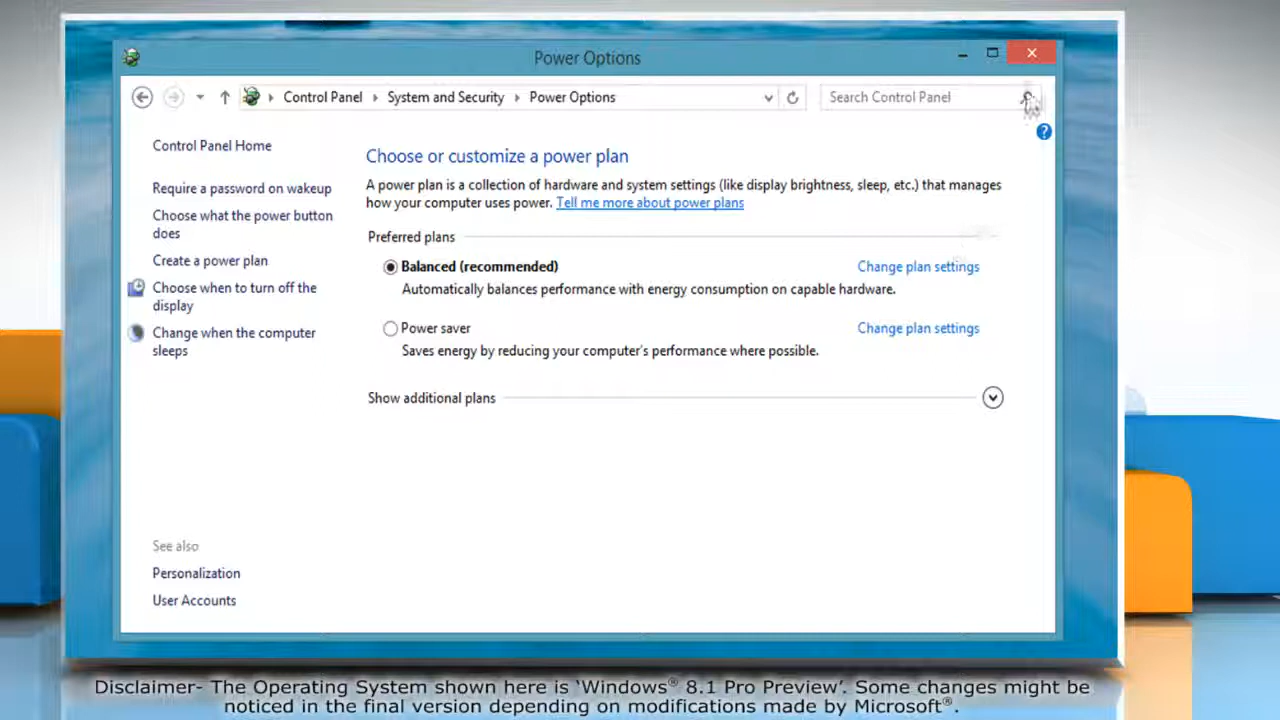 Power Options
Control Panel
System and Security
Power Options
Search Control Panel
?
Control Panel Home
Require a password on wakeup
Choose what the power button
does
Create a power plan
Choose when to turn off the
display
Change when the computer
sleeps
Choose or customize a power plan
A power plan is a collection of hardware and system settings (like display brightness, sleep, etc.) that manages
how your computer uses power. Tell me more about power plans
Preferred plans
Balanced (recommended) Change plan settings
Automatically balances performance with energy consumption on capable hardware.
Power saver Change plan settings
Saves energy by reducing your computer's performance where possible.
Show additional plans
See also
Personalization
User Accounts
Disclaimer- The Operating System shown here is ‘Windows® 8.1 Pro Preview’. Some changes might be
noticed in the final version depending on modifications made by Microsoft®.